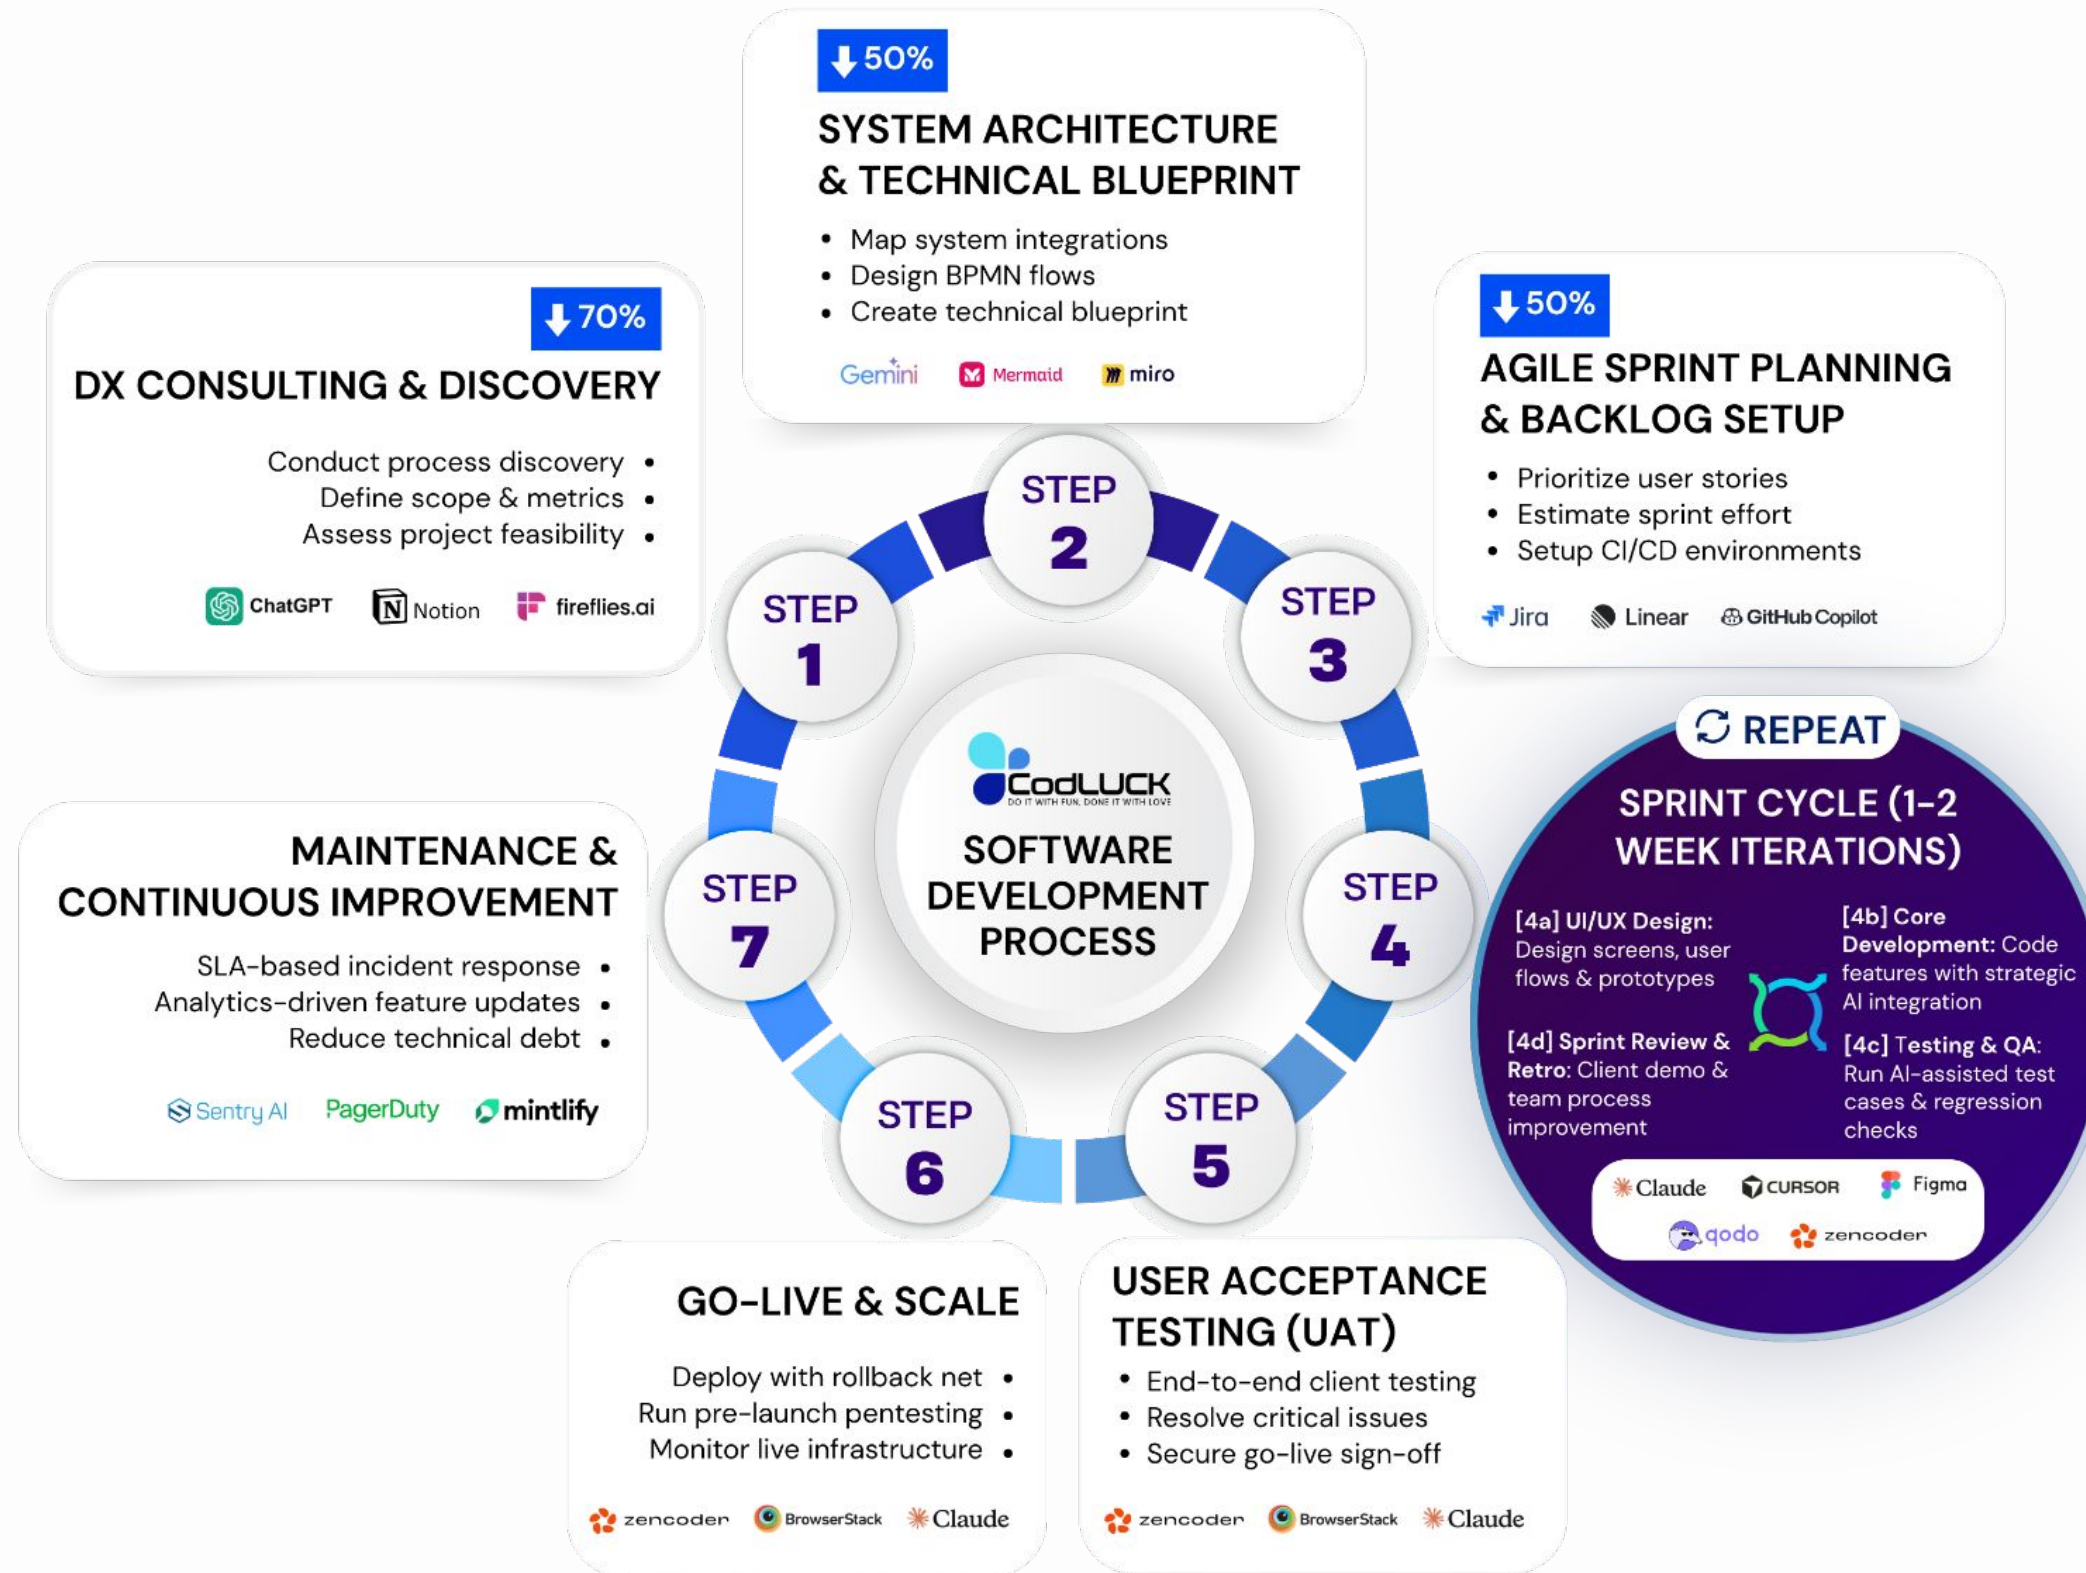 50%
SYSTEM ARCHITECTURE
& TECHNICAL BLUEPRINT
• Map system integrations
• Design BPMN flows
• Create technical blueprint
Gemini
Mermaid
miro
70%
DX CONSULTING & DISCOVERY
Conduct process discovery •
Define scope & metrics •
Assess project feasibility •
ChatGPT
Notion
fireflies.ai
50%
AGILE SPRINT PLANNING
& BACKLOG SETUP
• Prioritize user stories
• Estimate sprint effort
• Setup CI/CD environments
Jira
Linear
GitHub Copilot
STEP
1
STEP
2
STEP
3
STEP
4
STEP
5
STEP
6
STEP
7
CodLUCK
DO IT WITH FUN, DONE IT WITH LOVE
SOFTWARE
DEVELOPMENT
PROCESS
REPEAT
SPRINT CYCLE (1-2
WEEK ITERATIONS)
[4a] UI/UX Design:
Design screens, user
flows & prototypes
[4b] Core
Development: Code
features with strategic
AI integration
[4d] Sprint Review &
Retro: Client demo &
team process
improvement
[4c] Testing & QA:
Run AI-assisted test
cases & regression
checks
Claude
CURSOR
Figma
qodo
zencoder
MAINTENANCE &
CONTINUOUS IMPROVEMENT
SLA-based incident response •
Analytics-driven feature updates •
Reduce technical debt •
Sentry AI
PagerDuty
mintlify
GO-LIVE & SCALE
Deploy with rollback net •
Run pre-launch pentesting •
Monitor live infrastructure •
zencoder
BrowserStack
Claude
USER ACCEPTANCE
TESTING (UAT)
• End-to-end client testing
• Resolve critical issues
• Secure go-live sign-off
zencoder
BrowserStack
Claude